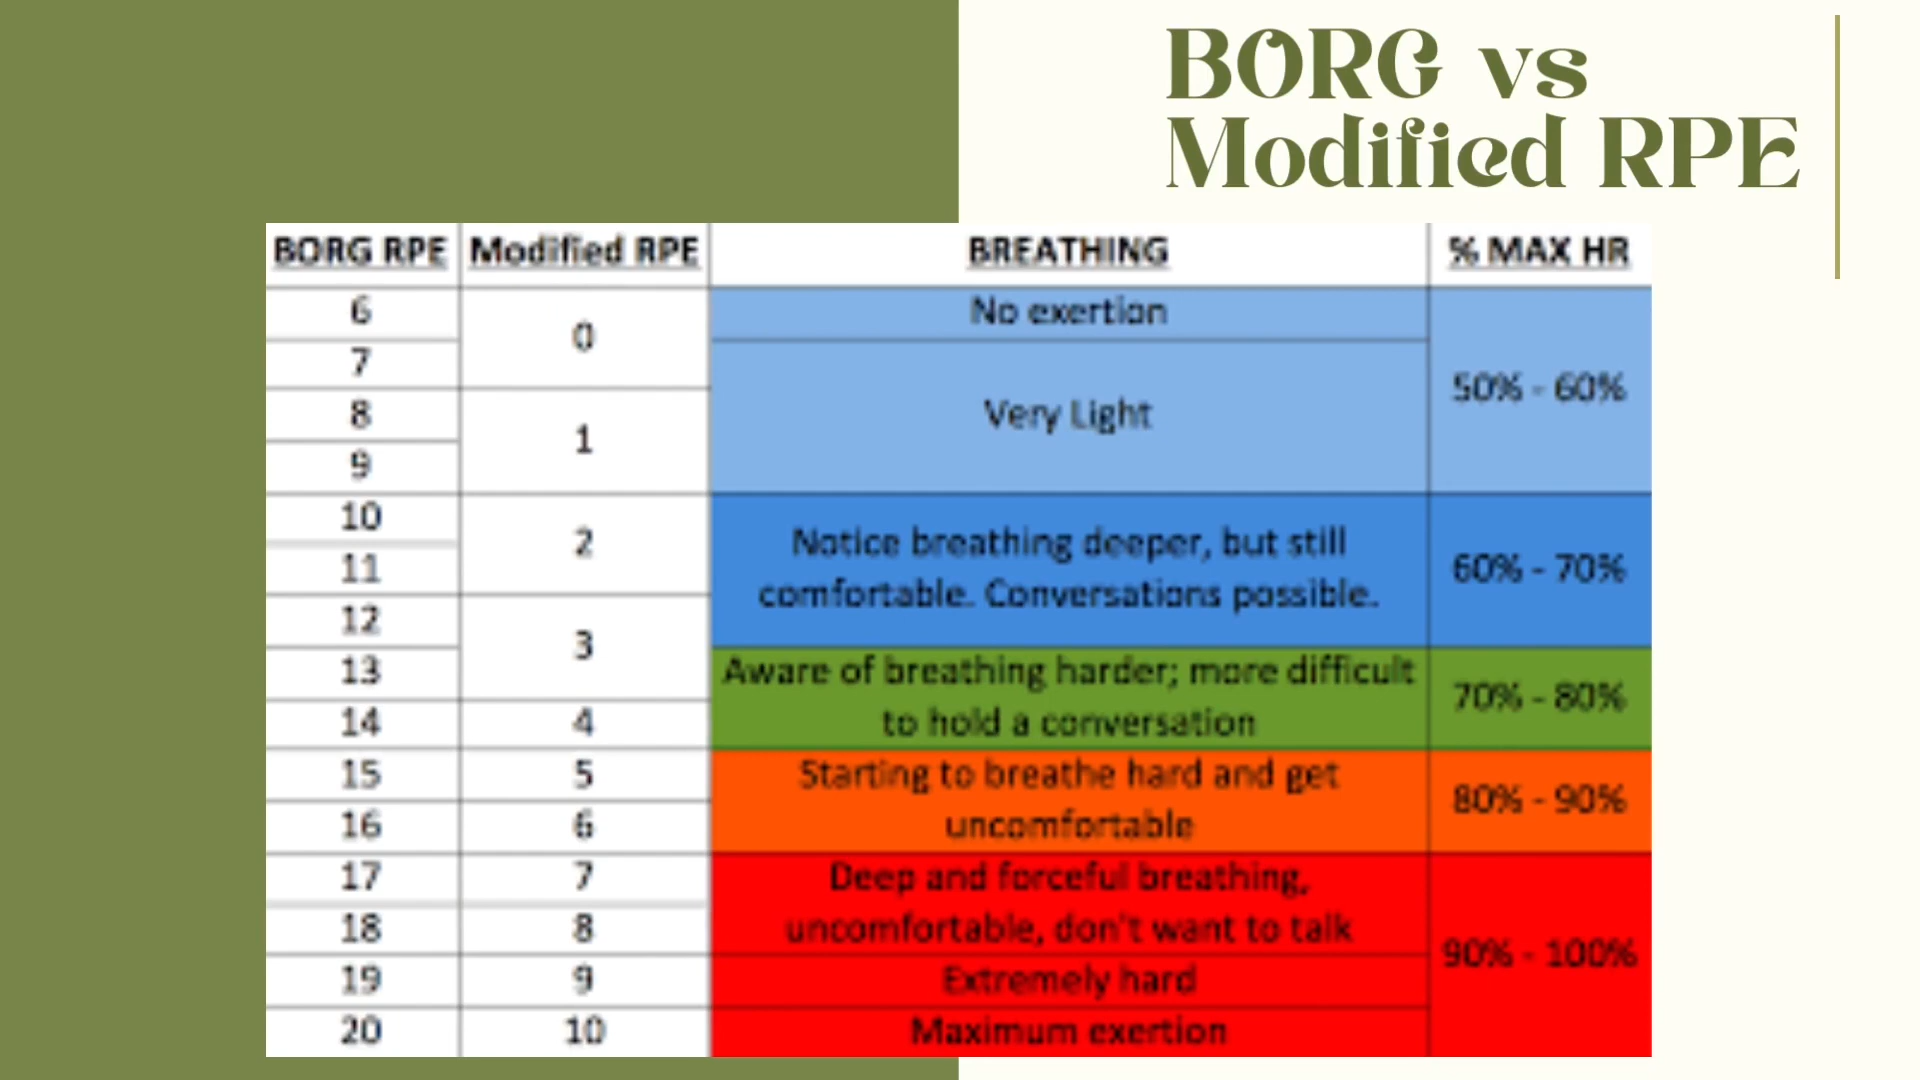 BORG vs
Modified RPE
BORG RPE Modified RPE BREATHING % MAX HR
6 0 No exertion 50% - 60%
7
8 1 Very Light
9
10 2 Notice breathing deeper, but still
comfortable. Conversations possible. 60% - 70%
11
12 3
13 Aware of breathing harder; more difficult
to hold a conversation 70% - 80%
14 4
15 5 Starting to breathe hard and get
uncomfortable 80% - 90%
16 6
17 7 Deep and forceful breathing,
uncomfortable, don't want to talk 90% - 100%
18 8
19 9 Extremely hard
20 10 Maximum exertion